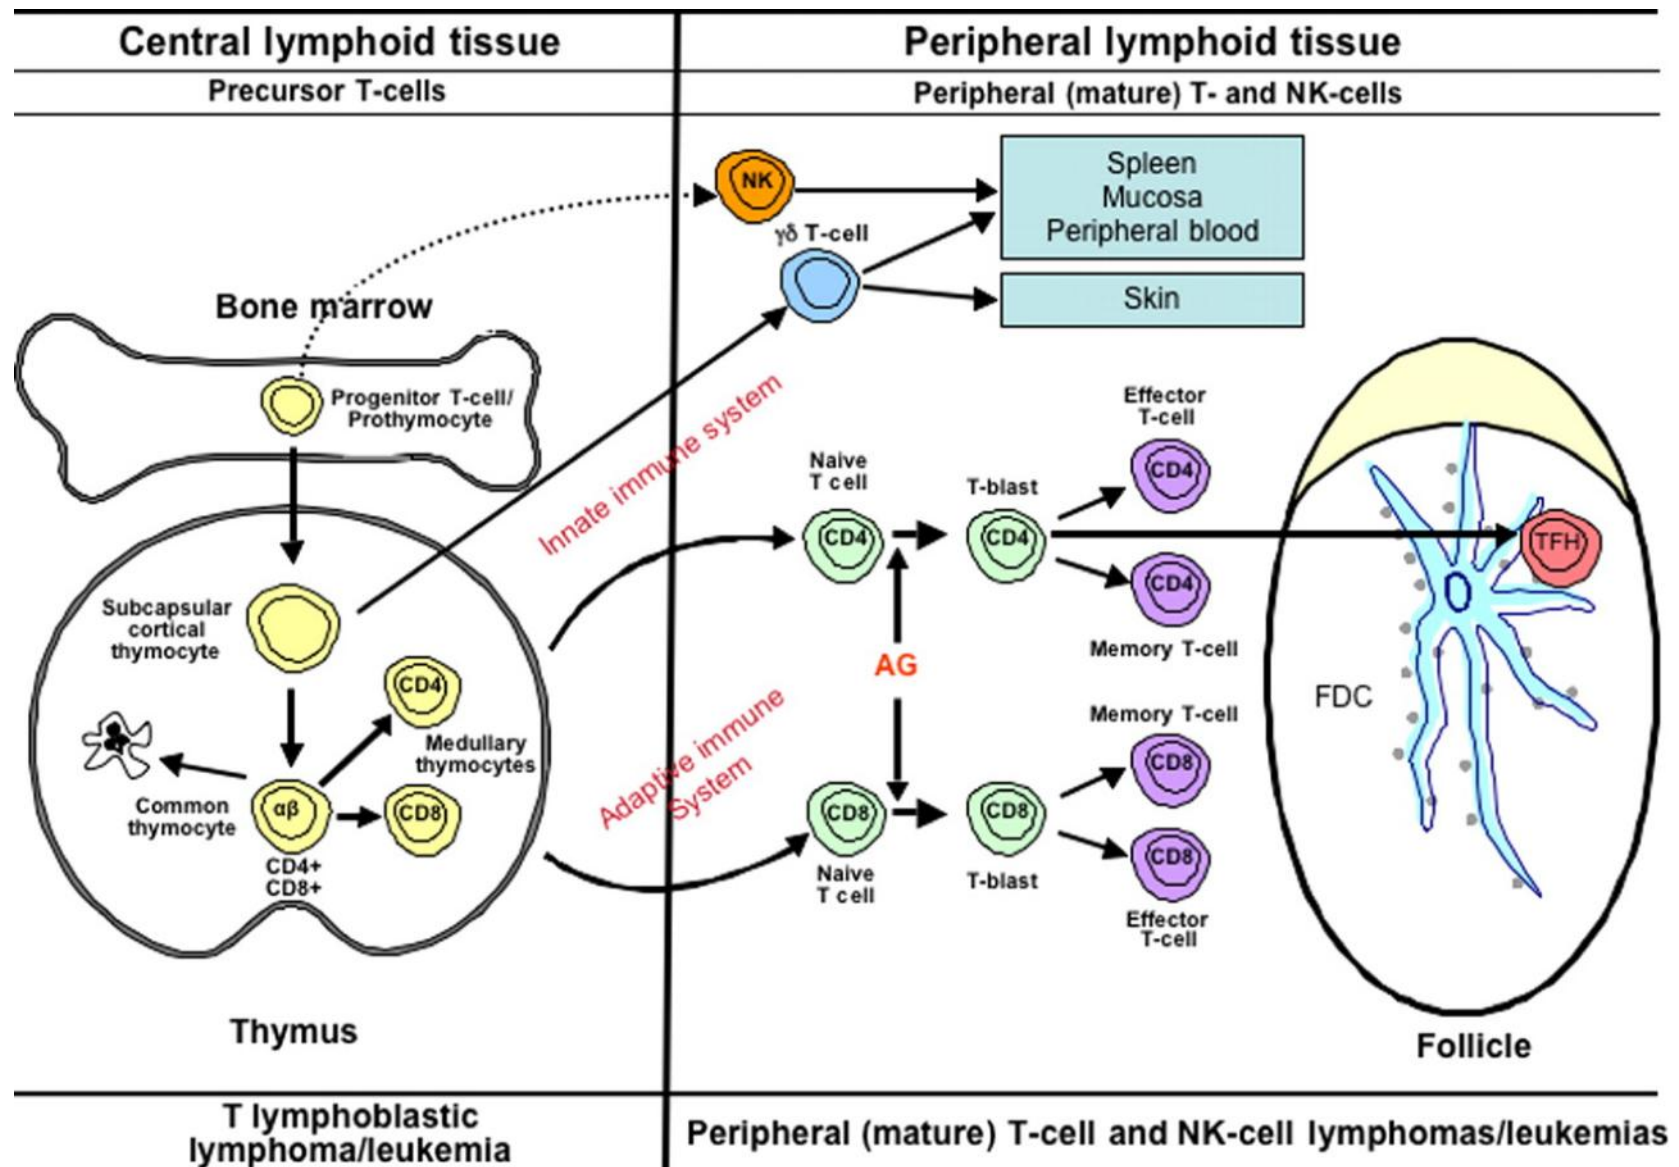 Central lymphoid tissue
Peripheral lymphoid tissue
Precursor T-cells
Peripheral (mature) T- and NK-cells
NK
γδ T-cell
Spleen
Mucosa
Peripheral blood
Skin
Bone marrow
Progenitor T-cell/
Prothymocyte
Innate immune system
Subcapsular
cortical
thymocyte
CD4
Medullary
thymocytes
αβ
CD8
Common
thymocyte
CD4+
CD8+
Thymus
Adaptive immune
System
Naive
T cell
CD4
T-blast
CD4
Effector
T-cell
CD4
CD4
Memory T-cell
AG
Memory T-cell
CD8
CD8
Naive
T cell
CD8
T-blast
CD8
Effector
T-cell
TFH
FDC
Follicle
T lymphoblastic
lymphoma/leukemia
Peripheral (mature) T-cell and NK-cell lymphomas/leukemias